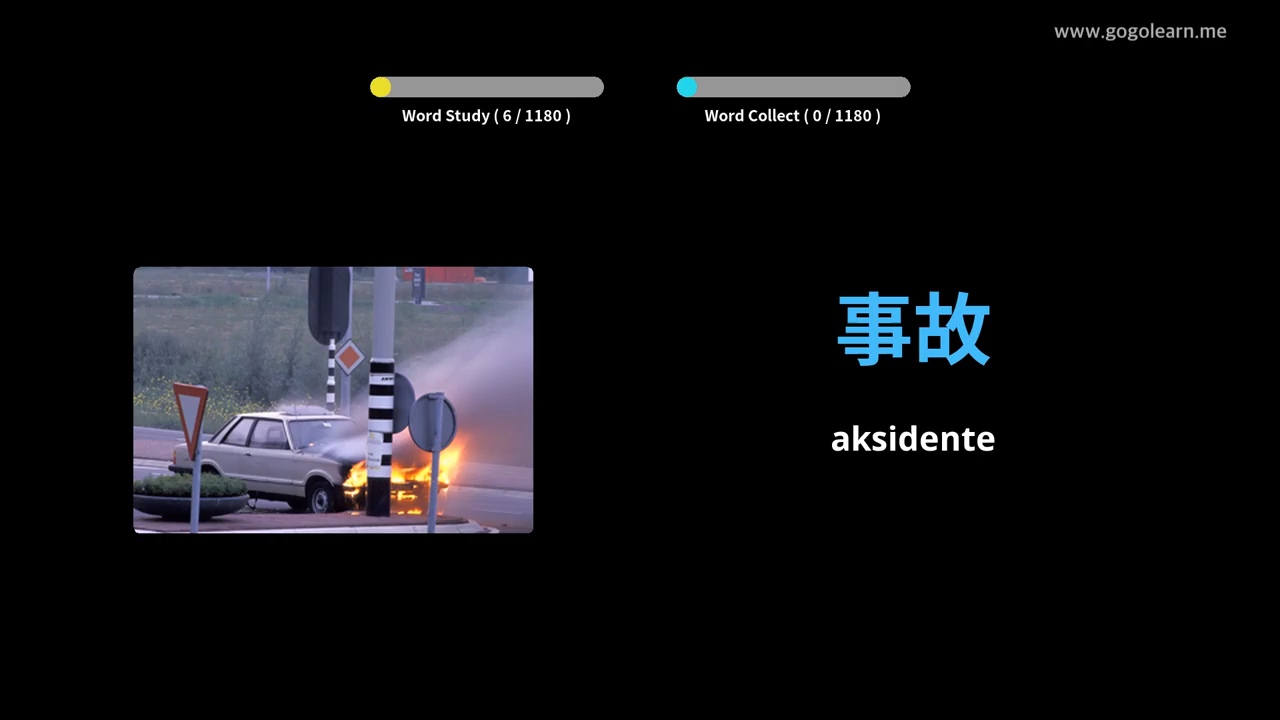 www.gogolearn.me
Word Study ( 6 / 1180 )
Word Collect ( 0 / 1180 )
事故
aksidente